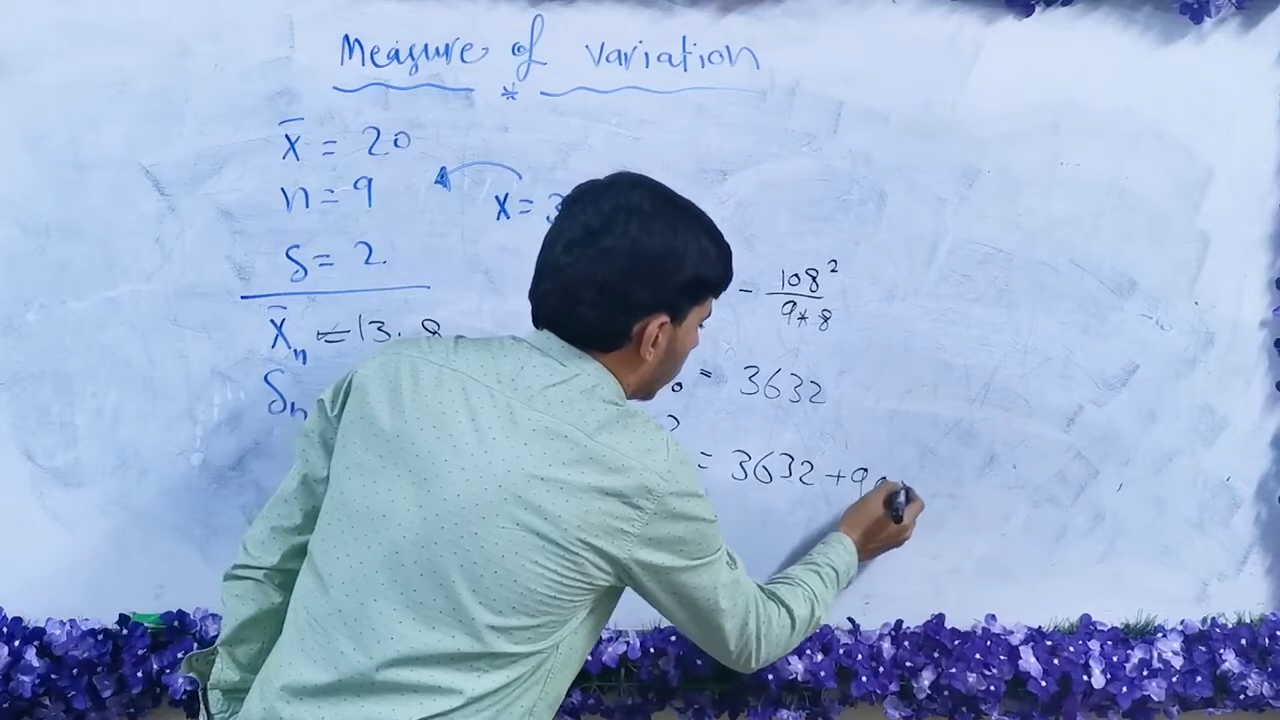 Measure of variation
*
x̄ = 20
n = 9
x = 3
s = 2
- 108² / 9*8
x̄n = 13.8
= 3632
Sn
= 3632 + 9